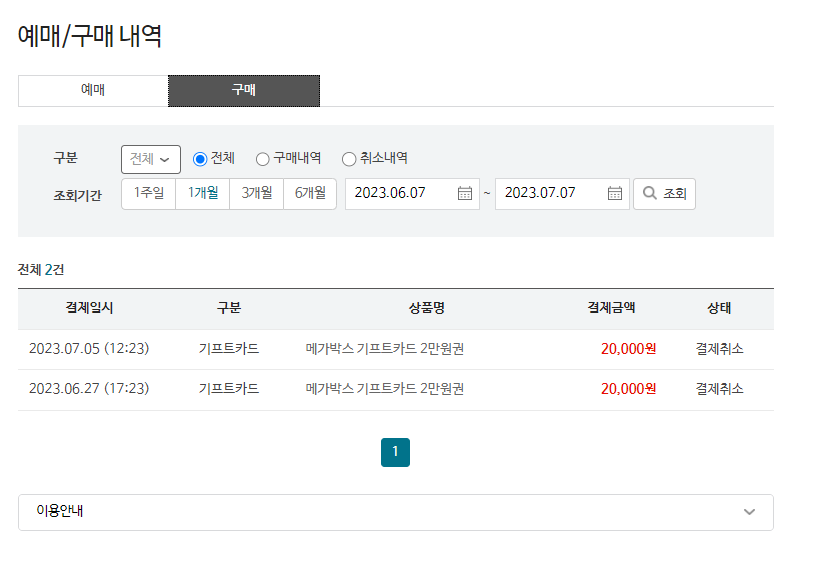 예매/구매 내역
예매 구매
구분 전체 전체 구매내역 취소내역
조회기간 1주일 1개월 3개월 6개월 2023.06.07 ~ 2023.07.07 조회
전체 2건
결제일시 구분 상품명 결제금액 상태
2023.07.05 (12:23) 기프트카드 메가박스 기프트카드 2만원권 20,000원 결제취소
2023.06.27 (17:23) 기프트카드 메가박스 기프트카드 2만원권 20,000원 결제취소
1
이용안내